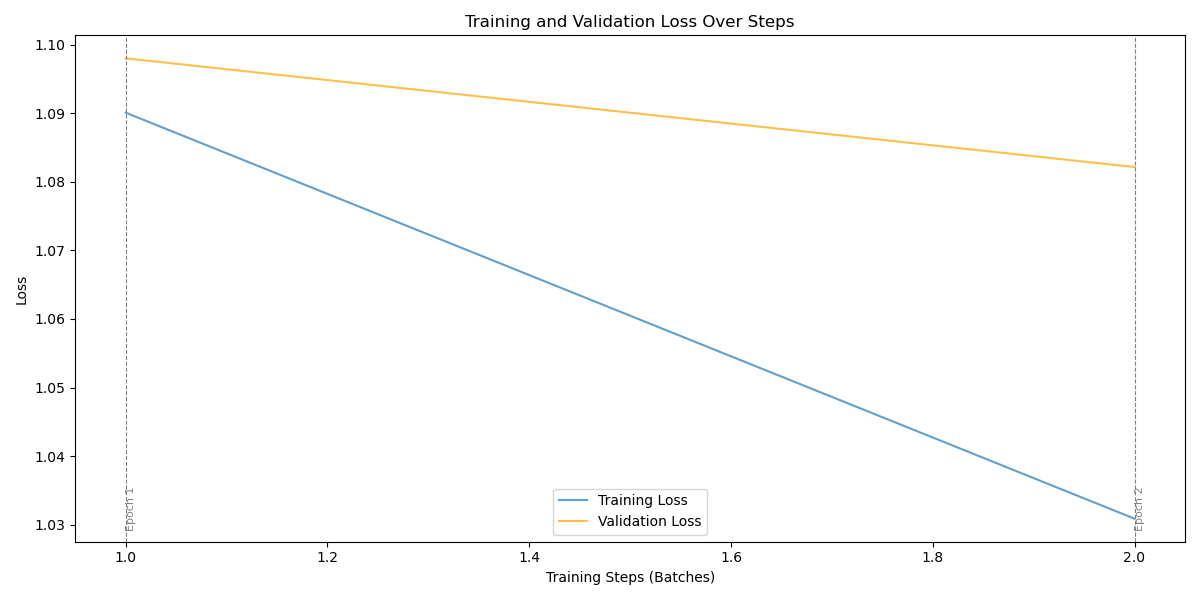 Training and Validation Loss Over Steps
Loss
1.10
1.09
1.08
1.07
1.06
1.05
1.04
1.03
Epoch 1
Epoch 2
Training Loss
Validation Loss
1.0 1.2 1.4 1.6 1.8 2.0
Training Steps (Batches)